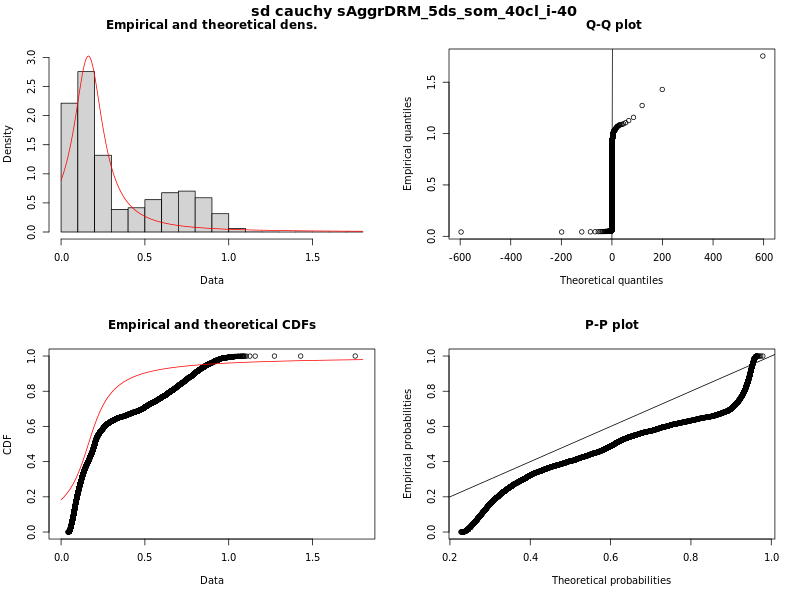 sd cauchy sAggrDRM_5ds_som_40cl_i-40
Empirical and theoretical dens.
Density
0.0 0.5 1.0 1.5 2.0 2.5 3.0
0.0 0.5 1.0 1.5
Data
Q-Q plot
Empirical quantiles
0.0 0.5 1.0 1.5
-600 -400 -200 0 200 400 600
Theoretical quantiles
Empirical and theoretical CDFs
CDF
0.0 0.2 0.4 0.6 0.8 1.0
0.0 0.5 1.0 1.5
Data
P-P plot
Empirical probabilities
0.0 0.2 0.4 0.6 0.8 1.0
0.2 0.4 0.6 0.8 1.0
Theoretical probabilities